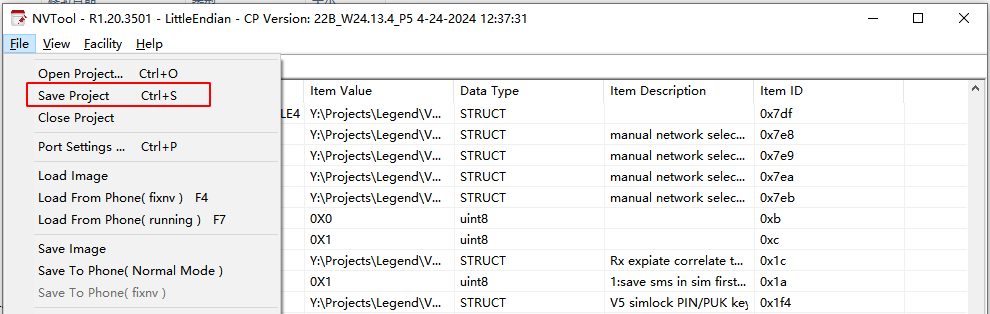 NVTool - R1.20.3501 - LittleEndian - CP Version: 22B_W24.13.4_P5 4-24-2024 12:37:31
File View Facility Help
Open Project... Ctrl+O
Save Project Ctrl+S
Close Project
Port Settings ... Ctrl+P
Load Image
Load From Phone( fixnv ) F4
Load From Phone( running ) F7
Save Image
Save To Phone( Normal Mode )
Save To Phone( fixnv )
Item Value Data Type Item Description Item ID
LE4 Y:\Projects\Legend\V... STRUCT 0x7df
Y:\Projects\Legend\V... STRUCT manual network selec... 0x7e8
Y:\Projects\Legend\V... STRUCT manual network selec... 0x7e9
Y:\Projects\Legend\V... STRUCT manual network selec... 0x7ea
Y:\Projects\Legend\V... STRUCT manual network selec... 0x7eb
0X0 uint8 0xb
0X1 uint8 0xc
Y:\Projects\Legend\V... STRUCT Rx expiate correlate t... 0x1c
0X1 uint8 1:save sms in sim first... 0x1a
Y:\Projects\Legend\V... STRUCT V5 simlock PIN/PUK key 0x1f4